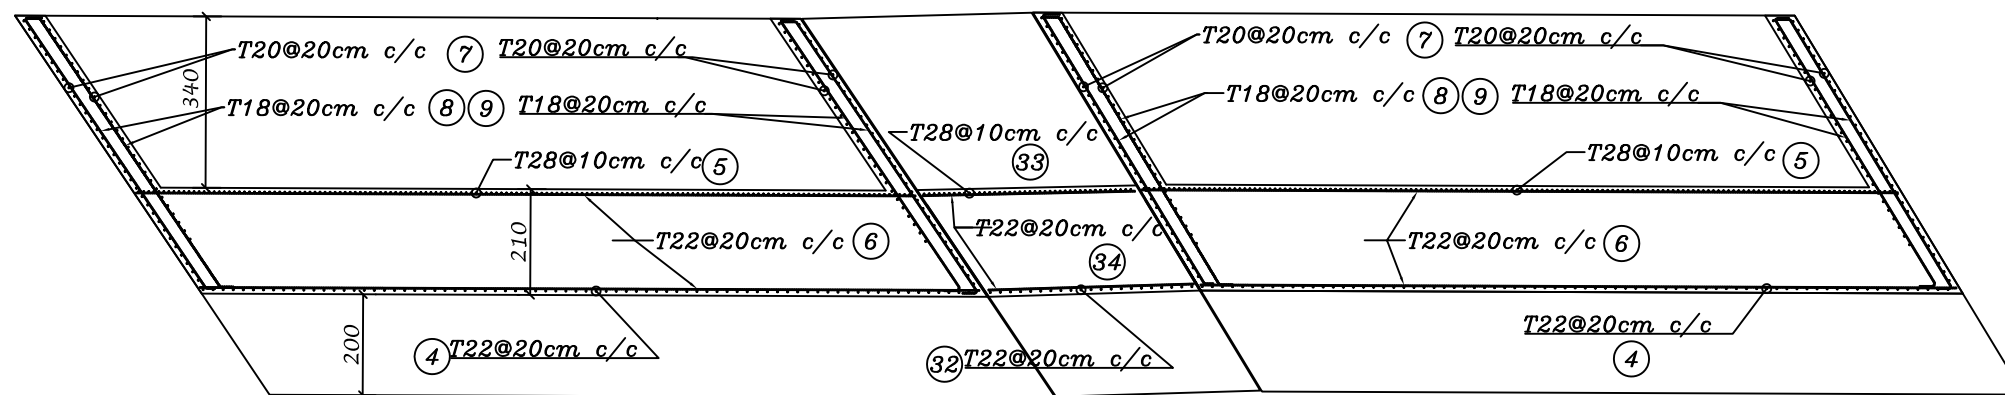 T20@20cm c/c 7 T20@20cm c/c
T18@20cm c/c 8 9 T18@20cm c/c
340
T28@10cm c/c 5
T28@10cm c/c
33
T20@20cm c/c 7 T20@20cm c/c
T18@20cm c/c 8 9 T18@20cm c/c
T28@10cm c/c 5
210
T22@20cm c/c 6
T22@20cm c/c
34
T22@20cm c/c 6
200
4 T22@20cm c/c
32 T22@20cm c/c
T22@20cm c/c
4